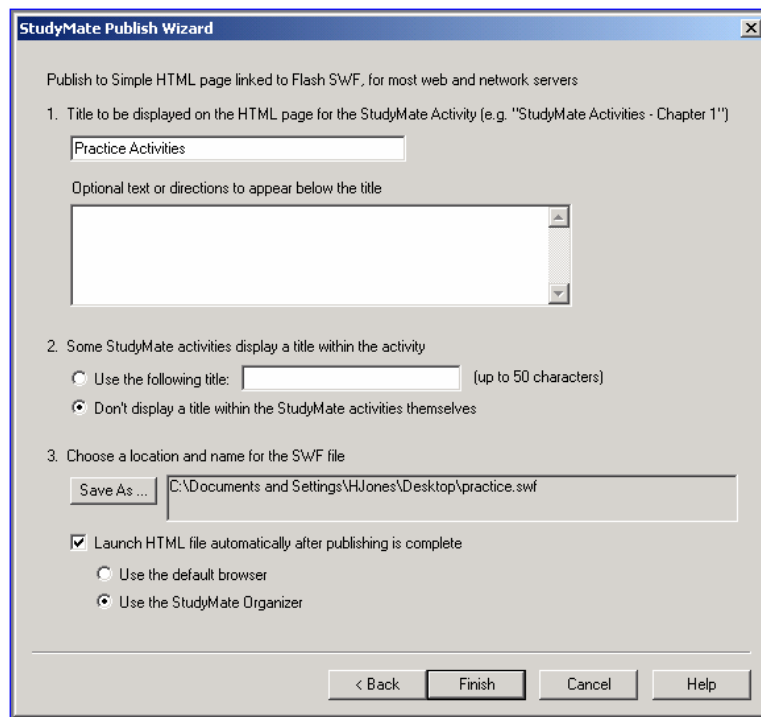 StudyMate Publish Wizard
Publish to Simple HTML page linked to Flash SWF, for most web and network servers
1. Title to be displayed on the HTML page for the StudyMate Activity (e.g. "StudyMate Activities - Chapter 1")
Practice Activities
Optional text or directions to appear below the title
2. Some StudyMate activities display a title within the activity
Use the following title: (up to 50 characters)
Don't display a title within the StudyMate activities themselves
3. Choose a location and name for the SWF file
Save As ... C:\Documents and Settings\HJones\Desktop\practice.swf
Launch HTML file automatically after publishing is complete
Use the default browser
Use the StudyMate Organizer
< Back Finish Cancel Help